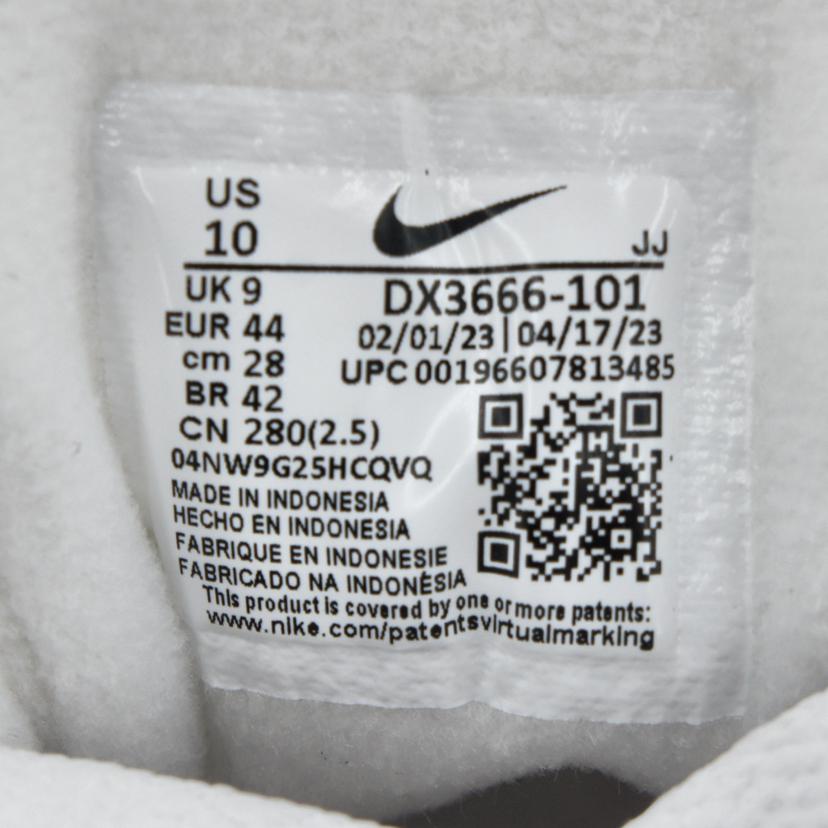 US
10
JJ
UK 9
DX3666-101
EUR 44
02/01/23 | 04/17/23
cm 28
UPC 00196607813485
BR 42
CN 280(2.5)
04NW9G25HCQVQ
MADE IN INDONESIA
HECHO EN INDONESIA
FABRIQUE EN INDONESIE
FABRICADO NA INDONÉSIA
This product is covered by one or more patents:
www.nike.com/patentsvirtualmarking